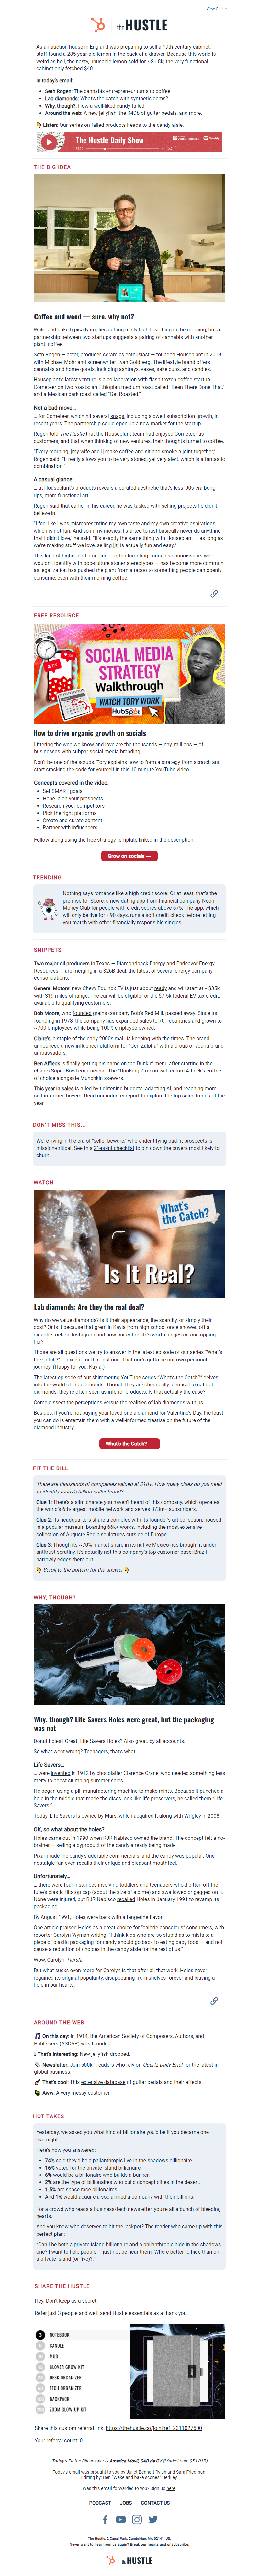 View Online
the HUSTLE
As an auction house in England was preparing to sell a 19th-century cabinet,
staff found a 285-year-old lemon in the back of a drawer. Because this world is
weird as hell, the nasty, unusable lemon sold for ~$1.8k; the very functional
cabinet only fetched $40.
In today's email:
Seth Rogen: The cannabis entrepreneur turns to coffee.
Lab diamonds: What's the catch with synthetic gems?
Why, though?: How a well-liked candy failed.
Around the web: A new jellyfish, the IMDb of guitar pedals, and more.
🎧 Listen: Our series on failed products heads to the candy aisle.
The Hustle Daily Show
THE BIG IDEA
Coffee and weed — sure, why not?
Wake and bake typically implies getting really high first thing in the morning, but a
partnership between two startups suggests a pairing of cannabis with another
plant: coffee.
Seth Rogen — actor, producer, ceramics enthusiast — founded Houseplant in 2019
with Michael Mohr and screenwriter Evan Goldberg. The lifestyle brand offers
cannabis and home goods, including ashtrays, vases, sake cups, and candles.
Houseplant's latest venture is a collaboration with flash-frozen coffee startup
Cometeer on two roasts: an Ethiopian medium roast called "Been There Done That,"
and a Mexican dark roast called "Get Roasted."
Not a bad move…
… for Cometeer, which hit several snags, including slowed subscription growth, in
recent years. The partnership could open up a new customer for the startup.
Rogen told The Hustle that the Houseplant team had enjoyed Cometeer as
customers, and that when thinking of new ventures, their thoughts turned to coffee.
"Every morning, [my wife and I] make coffee and sit and smoke a joint together,"
Rogen said. "It really allows you to be very stoned, yet very alert, which is a fantastic
combination."
A casual glance…
… at Houseplant's products reveals a curated aesthetic that's less '90s-era bong
rips, more functional art.
Rogen said that earlier in his career, he was tasked with selling projects he didn't
believe in.
"I feel like I was misrepresenting my own taste and my own creative aspirations,
which is why, as I got more successful and popular, I really never do anything
that I didn't love," he said. "It's exactly the same thing with Houseplant — as long as
we're making stuff we love, selling [it] is actually fun and easy."
This kind of higher-end branding — often targeting cannabis connoisseurs who
wouldn't identify with pop-culture stoner stereotypes — has become more common
as legalization has pushed the plant from a taboo to something people can openly
consume, even with their morning coffee.
FREE RESOURCE
SOCIAL MEDIA
STRATEGY
Walkthrough
WATCH TORY WORK
HubSpot
How to drive organic growth on socials
Littering the web we know and love are the thousands — nay, millions — of
businesses with subpar social media branding.
Don't be one of the scrubs. Tory explains how to form a strategy from scratch and
start cracking the code for yourself in this 10-minute YouTube video.
Concepts covered in the video:
Set SMART goals
Hone in on your prospects
Research your competitors
Pick the right platforms
Create and curate content
Partner with influencers
Follow along using the free strategy template linked in the description.
Grow on socials →
TRENDING
Nothing says romance like a high credit score. Or at least, that's the
premise for Score, a new dating app from financial company Neon
Money Club for people with credit scores above 675. The app, which
will only be live for ~90 days, runs a soft credit check before letting
you match with other financially responsible singles.
SNIPPETS
Two major oil producers in Texas — Diamondback Energy and Endeavor Energy
Resources — are merging in a $26B deal, the latest of several energy company
consolidations.
General Motors' new Chevy Equinox EV is just about ready and will start at ~$35k
with 319 miles of range. The car will be eligible for the $7.5k federal EV tax credit,
available to qualifying customers.
Bob Moore, who founded grains company Bob's Red Mill, passed away. Since its
founding in 1978, the company has expanded sales to 70+ countries and grown to
~700 employees while being 100% employee-owned.
Claire's, a staple of the early 2000s mall, is keeping with the times. The brand
announced a new influencer platform for "Gen Zalpha" with a group of young brand
ambassadors.
Ben Affleck is finally getting his name on the Dunkin' menu after starring in the
chain's Super Bowl commercial. The "DunKings" menu will feature Affleck's coffee
of choice alongside Munchkin skewers.
This year in sales is ruled by tightening budgets, adapting AI, and reaching more
self-informed buyers. Read our industry report to explore the top sales trends of the
year.
DON'T MISS THIS...
We're living in the era of "seller beware," where identifying bad-fit prospects is
mission-critical. See this 21-point checklist to pin down the buyers most likely to
churn.
WATCH
What's the Catch?
Is It Real?
Lab diamonds: Are they the real deal?
Why do we value diamonds? Is it their appearance, the scarcity, or simply their
cost? Or is it because that girl named Kayla from high school once showed off a
gigantic rock on Instagram and now our entire life's worth hinges on one-upping
her?
Those are all questions we try to answer in the latest episode of our series "What's
the Catch?" — except for that last one. That one's gotta be our own personal
journey. (Happy for you, Kayla.)
The latest episode of our shimmering YouTube series "What's the Catch?" delves
into the world of lab diamonds. Though they are chemically identical to natural
diamonds, they're often seen as inferior products. Is that actually the case?
Come dissect the perceptions versus the realities of lab diamonds with us.
Besides, if you're not buying your loved one a diamond for Valentine's Day, the least
you can do is entertain them with a well-informed treatise on the future of the
diamond industry.
What's the Catch? →
FIT THE BILL
There are thousands of companies valued at $1B+. How many clues do you need
to identify today's billion-dollar brand?
Clue 1: There's a slim chance you haven't heard of this company, which operates
the world's 6th-largest mobile network and serves 373m+ subscribers.
Clue 2: Its headquarters share a complex with its founder's art collection, housed
in a popular museum boasting 66k+ works, including the most extensive
collection of Auguste Rodin sculptures outside of Europe.
Clue 3: Though its ~70% market share in its native Mexico has brought it under
antitrust scrutiny, it's actually not this company's top customer base: Brazil
narrowly edges them out.
👇 Scroll to the bottom for the answer 👇
WHY, THOUGH?
Why, though? Life Savers Holes were great, but the packaging
was not
Donut holes? Great. Life Savers Holes? Also great, by all accounts.
So what went wrong? Teenagers, that's what.
Life Savers…
… were invented in 1912 by chocolatier Clarence Crane, who needed something less
melty to boost slumping summer sales.
He began using a pill manufacturing machine to make mints. Because it punched a
hole in the middle that made the discs look like life preservers, he called them "Life
Savers."
Today, Life Savers is owned by Mars, which acquired it along with Wrigley in 2008.
OK, so what about the holes?
Holes came out in 1990 when RJR Nabisco owned the brand. The concept felt a no-
brainer — selling a bonbon-sized candy already being made.
Pixar made the candy's adorable commercials, and the candy was popular. One
nostalgic fan even recalls their unique and pleasant mouthfeel.
Unfortunately…
… there were four instances involving toddlers and teenagers who'd bitten off the
tube's plastic flip-top cap (about the size of a dime) and swallowed or gagged on it.
None were injured, but RJR Nabisco recalled Holes in January 1991 to revamp its
packaging.
By August 1991, Holes were back with a tangerine flavor.
One article praised Holes as a great choice for "calorie-conscious" consumers, with
reporter Carolyn Wyman writing: "I think kids who are so stupid as to mistake a
piece of plastic packaging for candy should go back to eating baby food — and not
cause a reduction in the choices in the candy aisle for the rest of us."
Wow, Carolyn. Harsh.
But what sucks even more for Carolyn is that after all that work, Holes never
regained its original popularity, disappearing from shelves forever and leaving a
hole in our hearts.
AROUND THE WEB
🎵 On this day: In 1914, the American Society of Composers, Authors, and
Publishers (ASCAP) was founded.
That's interesting: New jellyfish dropped.
🗞 Newsletter: Join 500k+ readers who rely on Quartz Daily Brief for the latest in
global business.
🎸 That's cool: This extensive database of guitar pedals and their effects.
Aww: A very messy customer.
HOT TAKES
Yesterday, we asked you what kind of billionaire you'd be if you became one
overnight.
Here's how you answered:
74% said they'd be a philanthropic live-in-the-shadows billionaire.
16% voted for the private island billionaire.
6% would be a billionaire who builds a bunker.
2% are the type of billionaires who build concept cities in the desert.
1.5% are space race billionaires.
And 1% would acquire a social media company with their billions.
For a crowd who reads a business/tech newsletter, you're all a bunch of bleeding
hearts.
And you know who deserves to hit the jackpot? The reader who came up with this
perfect plan:
"Can I be both a private island billionaire and a philanthropic hide-in-the-shadows
one? I want to help people — just not be near them. Where better to hide than on
a private island (or five)?."
SHARE THE HUSTLE
Hey. Don't keep us a secret.
Refer just 3 people and we'll send Hustle essentials as a thank you.
3 NOTEBOOK
CANDLE
MUG
CLOVER GROW KIT
DESK ORGANIZER
TECH ORGANIZER
BACKPACK
ZOOM GLOW-UP KIT
Share this custom referral link: https://thehustle.co/join?ref=2311027500
Your referral count: 0
Today's Fit the Bill answer is America Movil, SAB de CV (Market cap: $54.01B)
Today's email was brought to you by Juliet Bennett Rylah and Sara Friedman.
Editing by: Ben "Wake and bake scones" Berkley.
Was this email forwarded to you? Sign up here
PODCAST JOBS CONTACT US
The Hustle, 2 Canal Park, Cambridge, MA 02141, US
Never want to hear from us again? Break our hearts and unsubscribe.
the HUSTLE